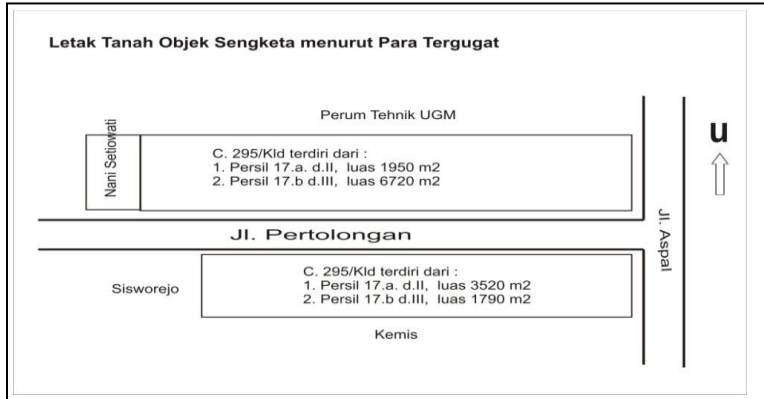 Letak Tanah Objek Sengketa menurut Para Tergugat
Perum Tehnik UGM
u
Nani Setiowati
C. 295/Kld terdiri dari :
1. Persil 17.a. d.II, luas 1950 m2
2. Persil 17.b d.III, luas 6720 m2
Jl. Pertolongan
Jl. Aspal
Sisworejo
C. 295/Kld terdiri dari :
1. Persil 17.a. d.II, luas 3520 m2
2. Persil 17.b d.III, luas 1790 m2
Kemis